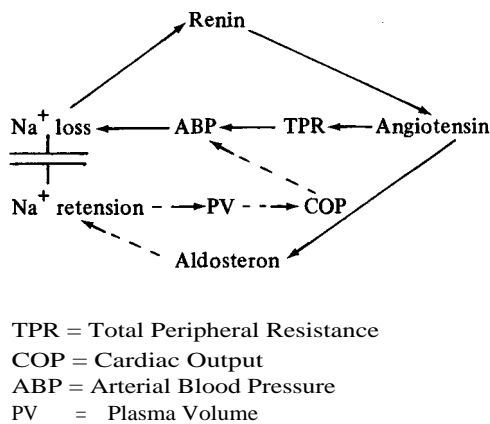 Renin
Na+ loss ABP TPR Angiotensin
Na+ retension PV COP
Aldosteron
TPR = Total Peripheral Resistance
COP = Cardiac Output
ABP = Arterial Blood Pressure
PV = Plasma Volume